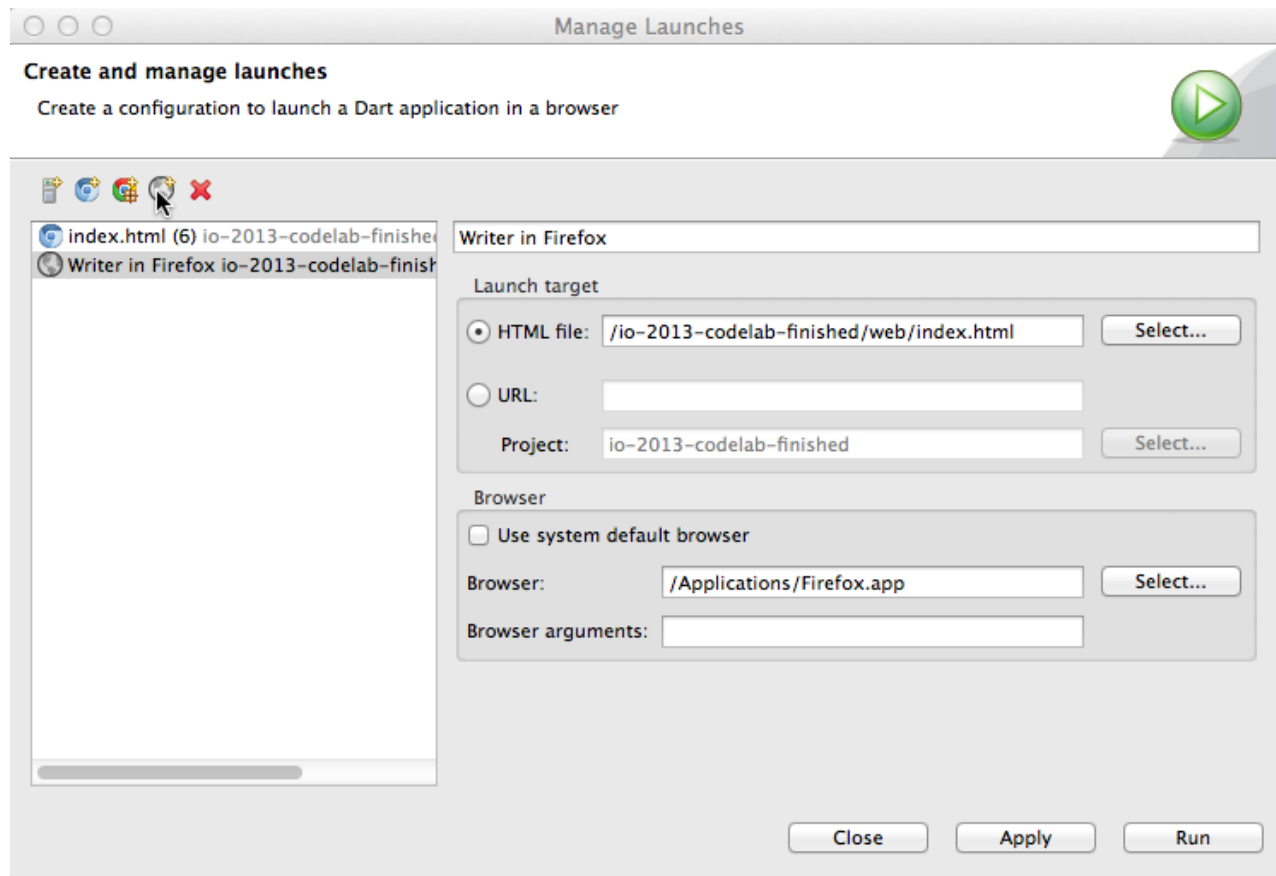 Manage Launches
Create and manage launches
Create a configuration to launch a Dart application in a browser
index.html (6) io-2013-codelab-finishe
Writer in Firefox io-2013-codelab-finish
Writer in Firefox
Launch target
HTML file: /io-2013-codelab-finished/web/index.html Select...
URL:
Project: io-2013-codelab-finished Select...
Browser
Use system default browser
Browser: /Applications/Firefox.app Select...
Browser arguments:
Close Apply Run